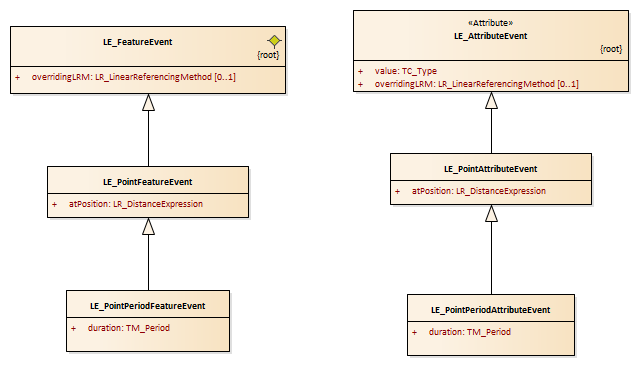 LE_FeatureEvent
{root}
+ overridingLRM: LR_LinearReferencingMethod [0..1]
LE_PointFeatureEvent
+ atPosition: LR_DistanceExpression
LE_PointPeriodFeatureEvent
+ duration: TM_Period
«Attribute»
LE_AttributeEvent
{root}
+ value: TC_Type
+ overridingLRM: LR_LinearReferencingMethod [0..1]
LE_PointAttributeEvent
+ atPosition: LR_DistanceExpression
LE_PointPeriodAttributeEvent
+ duration: TM_Period